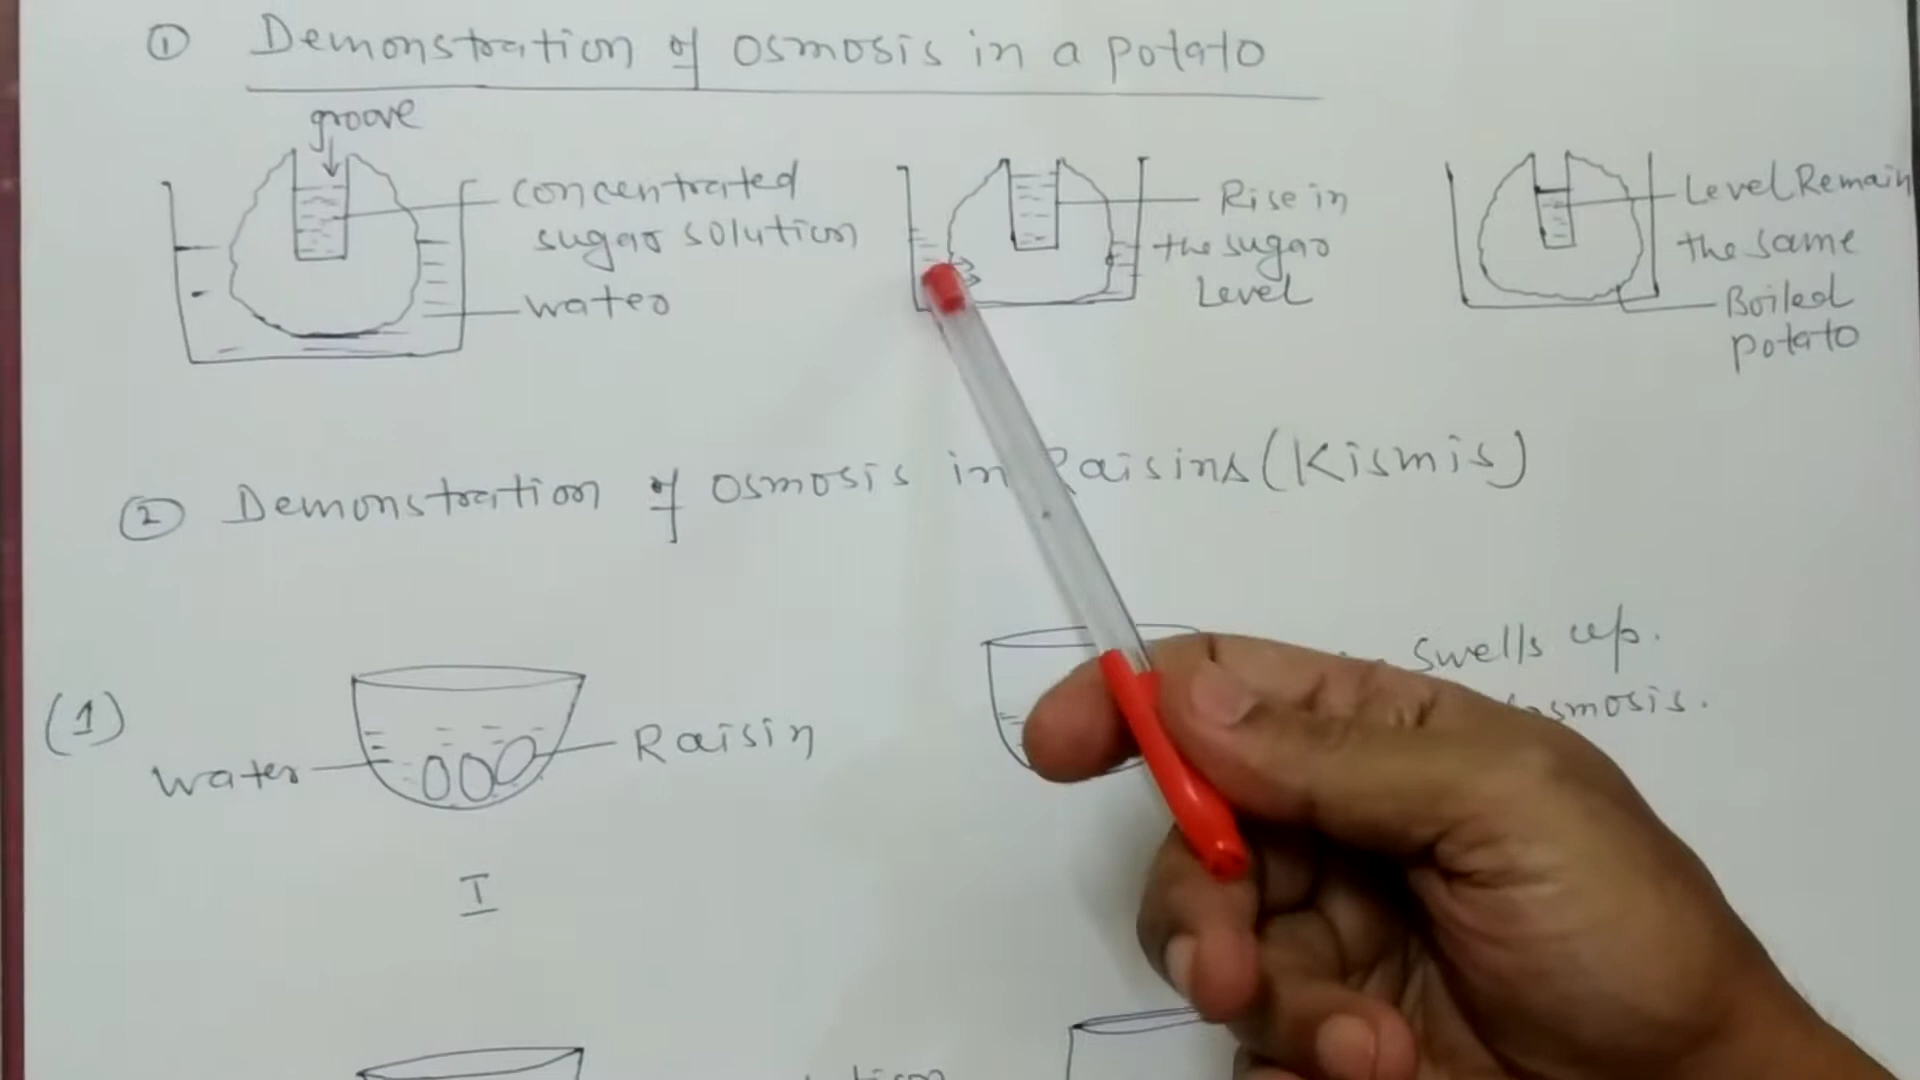 ① Demonstration of osmosis in a potato
groove
concentrated
sugar solution
water
Rise in
the sugar
Level
Level Remain
the same
Boiled
potato
② Demonstration of osmosis in Raisins (Kismis)
(1)
water
Raisin
I
swells up.
osmosis.